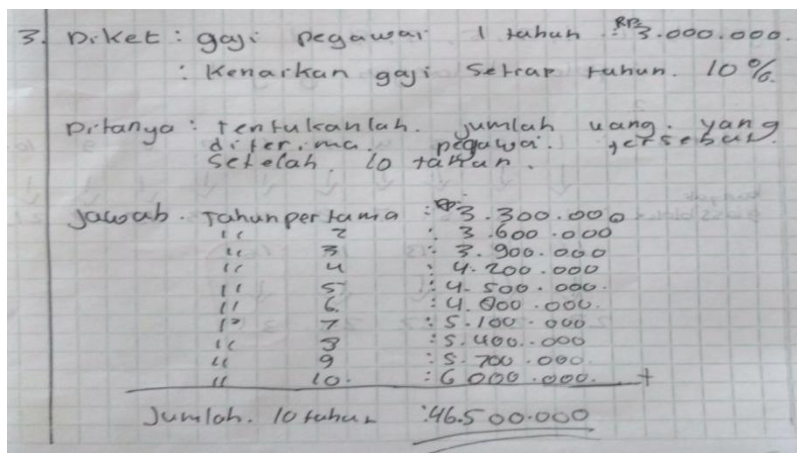 3. Diket : gaji pegawai 1 tahun : Rp. 3.000.000.
: Kenaikan gaji Setiap tahun. 10%.
Ditanya : Tentukanlah. jumlah uang. yang
diterima. pegawai. tersebut.
Setelah. 10 tahun.
Jawab. Tahun pertama : Rp. 3.300.000
" 2 : 3.600.000
" 3 : 3.900.000
" 4 : 4.200.000
" 5 : 4.500.000.
" 6. : 4.800.000.
" 7 : 5.100.000
" 8 : 5.400.000
" 9 : 5.700.000
" 10. : 6.000.000. +
Jumlah. 10 tahun : 46.500.000